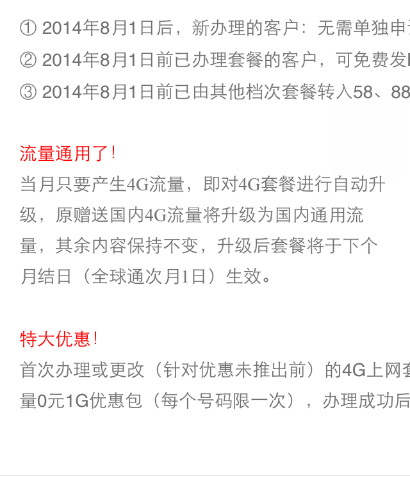 ① 2014年8月1日后，新办理的客户：无需单独申
② 2014年8月1日前已办理套餐的客户，可免费发
③ 2014年8月1日前已由其他档次套餐转入58、88
流量通用了！
当月只要产生4G流量，即对4G套餐进行自动升
级，原赠送国内4G流量将升级为国内通用流
量，其余内容保持不变，升级后套餐将于下个
月结日（全球通次月1日）生效。
特大优惠！
首次办理或更改（针对优惠未推出前）的4G上网套
量0元1G优惠包（每个号码限一次），办理成功后